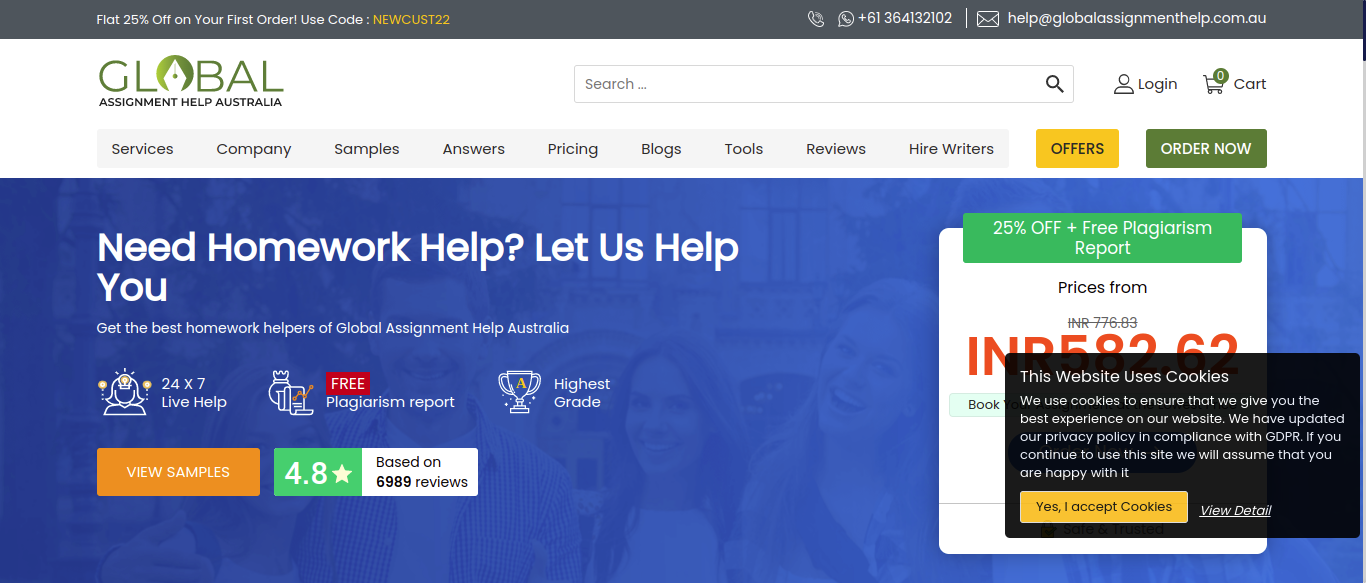 Flat 25% Off on Your First Order! Use Code : NEWCUST22
+61 364132102
help@globalassignmenthelp.com.au
GLOBAL
ASSIGNMENT HELP AUSTRALIA
Search ...
Login
0
Cart
Services
Company
Samples
Answers
Pricing
Blogs
Tools
Reviews
Hire Writers
OFFERS
ORDER NOW
Need Homework Help? Let Us Help
You
Get the best homework helpers of Global Assignment Help Australia
24 X 7
Live Help
FREE
Plagiarism report
A
Highest
Grade
VIEW SAMPLES
4.8
Based on
6989 reviews
25% OFF + Free Plagiarism
Report
Prices from
INR 776.83
INR582.62
Book
This Website Uses Cookies
We use cookies to ensure that we give you the
best experience on our website. We have updated
our privacy policy in compliance with GDPR. If you
continue to use this site we will assume that you
are happy with it
Yes, I accept Cookies
View Detail
Safe & Trusted